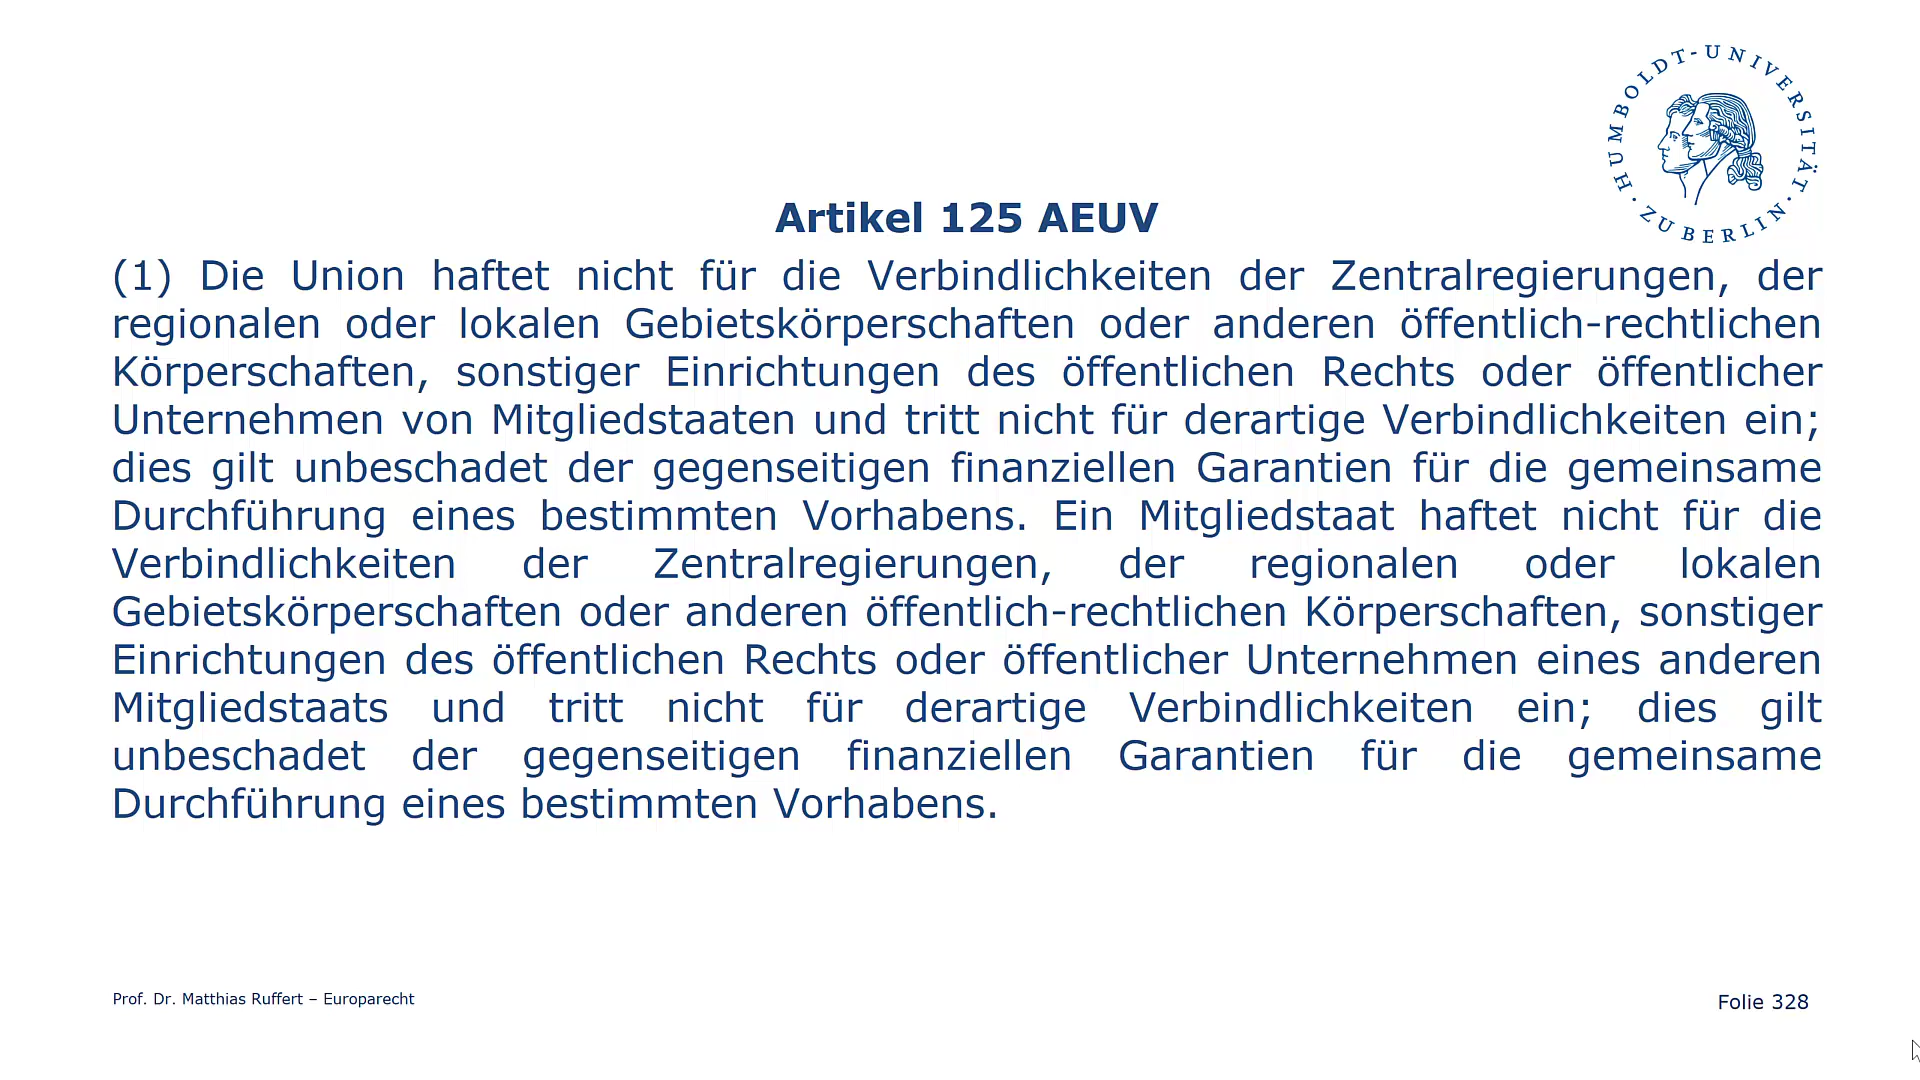 HUMBOLDT-UNIVERSITÄT · ZU BERLIN ·
Artikel 125 AEUV
(1) Die Union haftet nicht für die Verbindlichkeiten der Zentralregierungen, der
regionalen oder lokalen Gebietskörperschaften oder anderen öffentlich-rechtlichen
Körperschaften, sonstiger Einrichtungen des öffentlichen Rechts oder öffentlicher
Unternehmen von Mitgliedstaaten und tritt nicht für derartige Verbindlichkeiten ein;
dies gilt unbeschadet der gegenseitigen finanziellen Garantien für die gemeinsame
Durchführung eines bestimmten Vorhabens. Ein Mitgliedstaat haftet nicht für die
Verbindlichkeiten der Zentralregierungen, der regionalen oder lokalen
Gebietskörperschaften oder anderen öffentlich-rechtlichen Körperschaften, sonstiger
Einrichtungen des öffentlichen Rechts oder öffentlicher Unternehmen eines anderen
Mitgliedstaats und tritt nicht für derartige Verbindlichkeiten ein; dies gilt
unbeschadet der gegenseitigen finanziellen Garantien für die gemeinsame
Durchführung eines bestimmten Vorhabens.
Prof. Dr. Matthias Ruffert – Europarecht
Folie 328